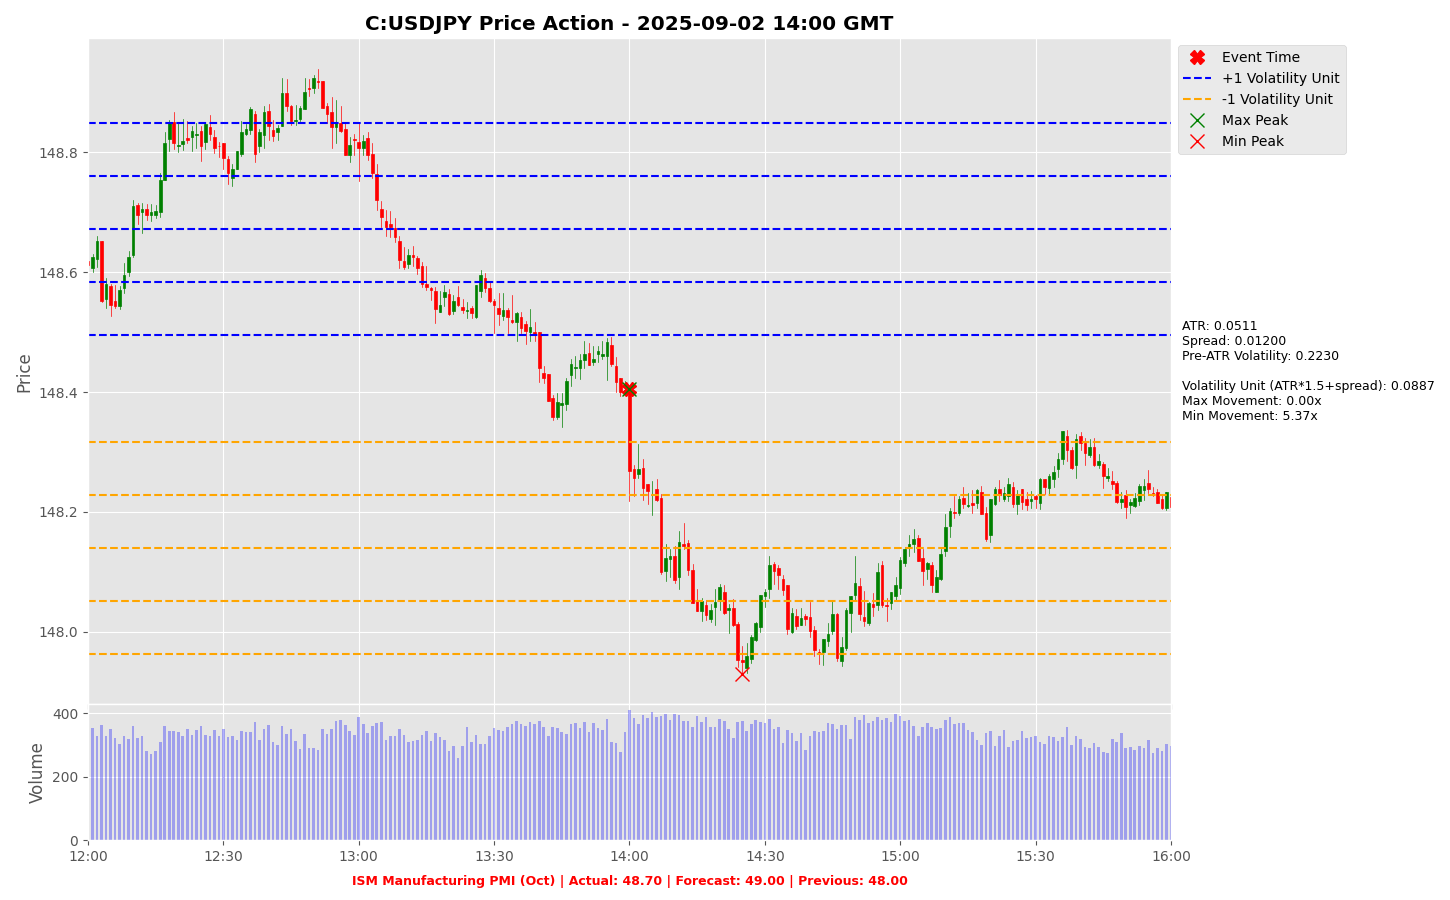 C:USDJPY Price Action - 2025-09-02 14:00 GMT
Event Time
+1 Volatility Unit
-1 Volatility Unit
Max Peak
Min Peak
Price
148.8
148.6
148.4
148.2
148.0
ATR: 0.0511
Spread: 0.01200
Pre-ATR Volatility: 0.2230
Volatility Unit (ATR*1.5+spread): 0.0887
Max Movement: 0.00x
Min Movement: 5.37x
Volume
400
200
0
12:00 12:30 13:00 13:30 14:00 14:30 15:00 15:30 16:00
ISM Manufacturing PMI (Oct) | Actual: 48.70 | Forecast: 49.00 | Previous: 48.00